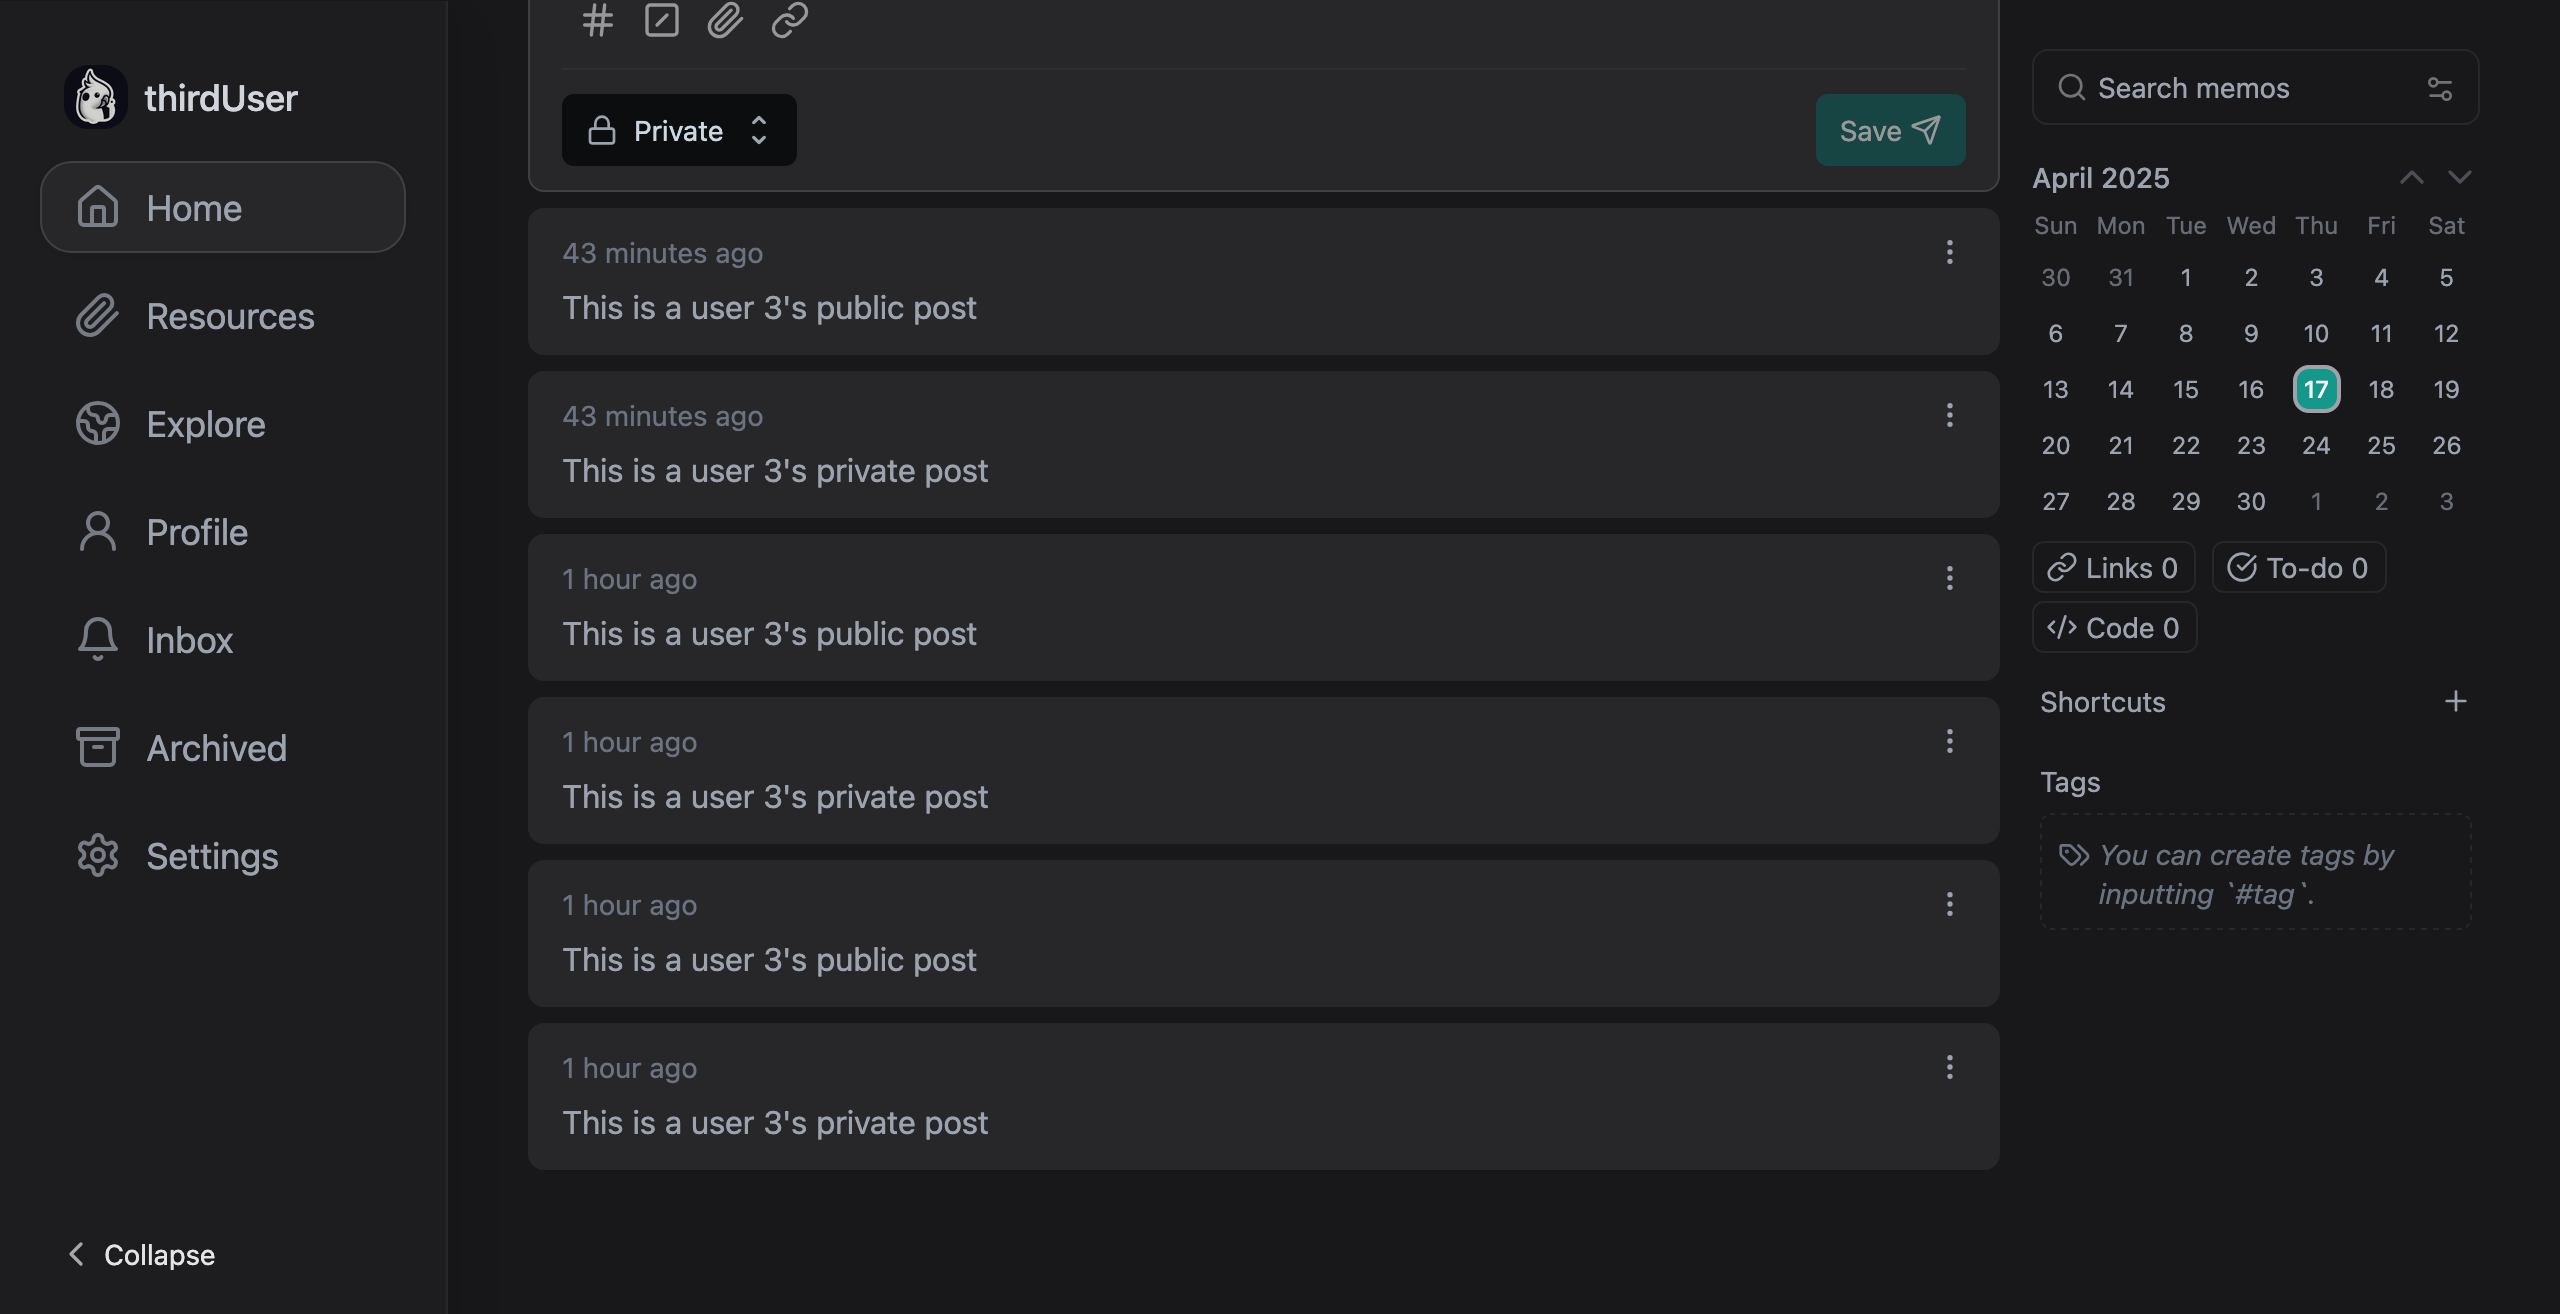 thirdUser
Home
Resources
Explore
Profile
Inbox
Archived
Settings
Collapse
Private
Save
43 minutes ago
This is a user 3's public post
43 minutes ago
This is a user 3's private post
1 hour ago
This is a user 3's public post
1 hour ago
This is a user 3's private post
1 hour ago
This is a user 3's public post
1 hour ago
This is a user 3's private post
Search memos
April 2025
Sun Mon Tue Wed Thu Fri Sat
30 31 1 2 3 4 5
6 7 8 9 10 11 12
13 14 15 16 17 18 19
20 21 22 23 24 25 26
27 28 29 30 1 2 3
Links 0 To-do 0
Code 0
Shortcuts
Tags
You can create tags by
inputting `#tag`.